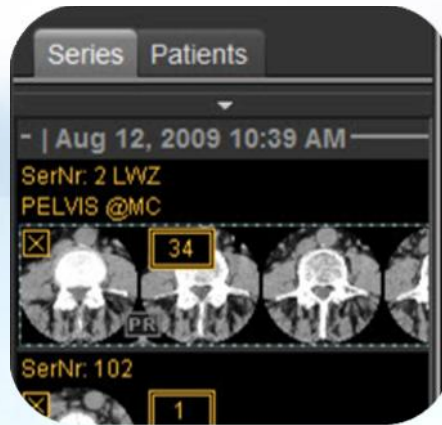 Series Patients
- | Aug 12, 2009 10:39 AM
SerNr: 2 LWZ
PELVIS @MC
34
PR
SerNr: 102
1